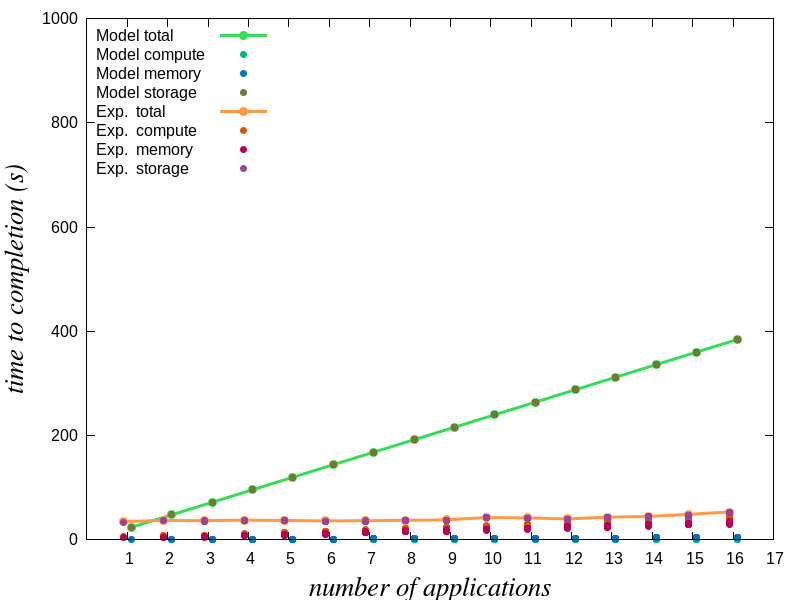 1000
800
600
400
200
0
time to completion (s)
Model total
Model compute
Model memory
Model storage
Exp. total
Exp. compute
Exp. memory
Exp. storage
1 2 3 4 5 6 7 8 9 10 11 12 13 14 15 16 17
number of applications